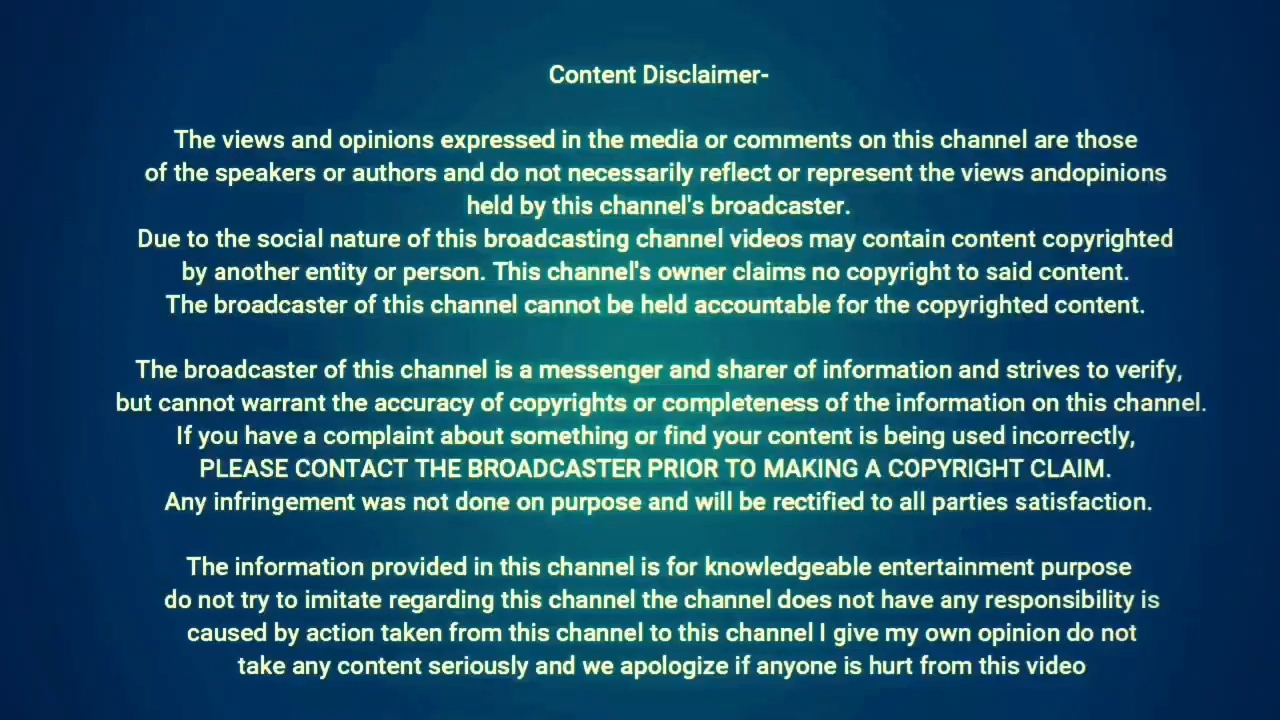 Content Disclaimer-
The views and opinions expressed in the media or comments on this channel are those
of the speakers or authors and do not necessarily reflect or represent the views andopinions
held by this channel's broadcaster.
Due to the social nature of this broadcasting channel videos may contain content copyrighted
by another entity or person. This channel's owner claims no copyright to said content.
The broadcaster of this channel cannot be held accountable for the copyrighted content.
The broadcaster of this channel is a messenger and sharer of information and strives to verify,
but cannot warrant the accuracy of copyrights or completeness of the information on this channel.
If you have a complaint about something or find your content is being used incorrectly,
PLEASE CONTACT THE BROADCASTER PRIOR TO MAKING A COPYRIGHT CLAIM.
Any infringement was not done on purpose and will be rectified to all parties satisfaction.
The information provided in this channel is for knowledgeable entertainment purpose
do not try to imitate regarding this channel the channel does not have any responsibility is
caused by action taken from this channel to this channel I give my own opinion do not
take any content seriously and we apologize if anyone is hurt from this video